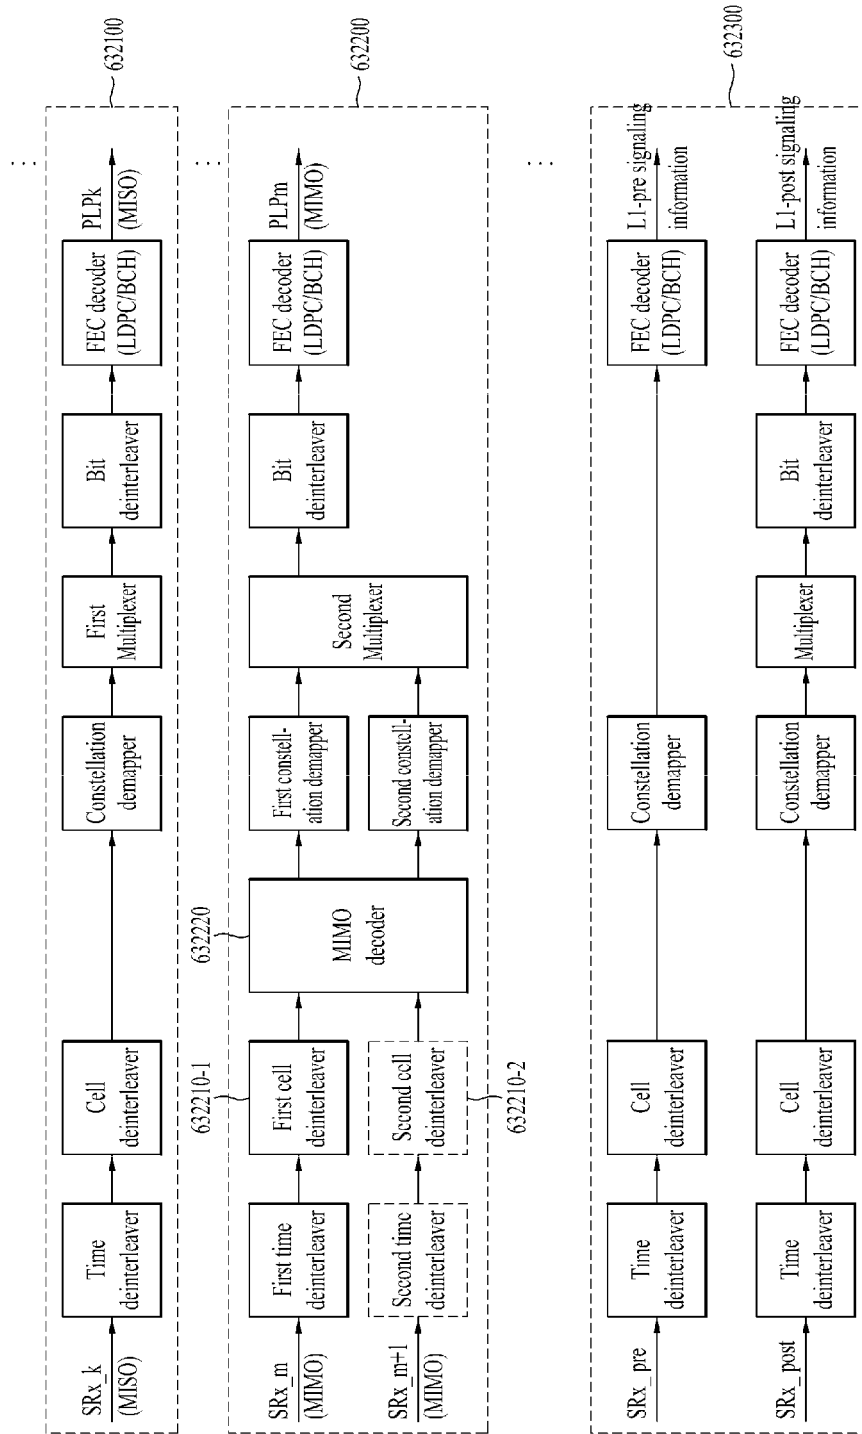 632100
SRx_k
(MISO)
Time
deinterleaver
Cell
deinterleaver
Constellation
demapper
First
Multiplexer
Bit
deinterleaver
FEC decoder
(LDPC/BCH)
PLPk
(MISO)
...
632200
632210-1
632220
SRx_m
(MIMO)
First time
deinterleaver
First cell
deinterleaver
MIMO
decoder
First constell-
ation demapper
Second
Multiplexer
Bit
deinterleaver
FEC decoder
(LDPC/BCH)
PLPm
(MIMO)
...
SRx_m+1
(MIMO)
Second time
deinterleaver
Second cell
deinterleaver
Second constell-
ation demapper
632210-2
...
632300
SRx_pre
Time
deinterleaver
Cell
deinterleaver
Constellation
demapper
FEC decoder
(LDPC/BCH)
L1-pre signaling
information
SRx_post
Time
deinterleaver
Cell
deinterleaver
Constellation
demapper
Multiplexer
Bit
deinterleaver
FEC decoder
(LDPC/BCH)
L1-post signaling
information